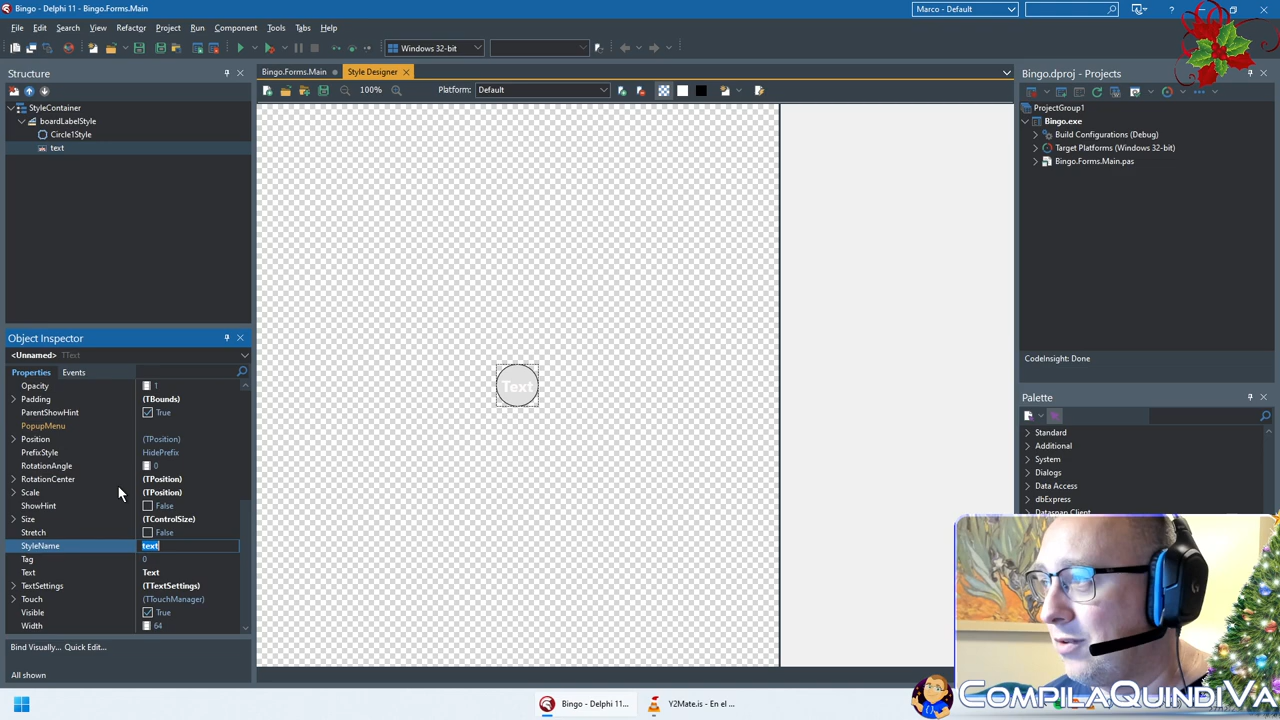 Bingo - Delphi 11 - Bingo.Forms.Main
Marco - Default
File Edit Search View Refactor Project Run Component Tools Tabs Help
Windows 32-bit
Structure
Bingo.Forms.Main
Style Designer
Bingo.dproj - Projects
100%
Platform: Default
StyleContainer
boardLabelStyle
Circle1Style
text
ProjectGroup1
Bingo.exe
Build Configurations (Debug)
Target Platforms (Windows 32-bit)
Bingo.Forms.Main.pas
CodeInsight: Done
Object Inspector
<Unnamed> TText
Properties Events
Opacity 1
Padding (TBounds)
ParentShowHint True
PopupMenu
Position (TPosition)
PrefixStyle HidePrefix
RotationAngle 0
RotationCenter (TPosition)
Scale (TPosition)
ShowHint False
Size (TControlSize)
Stretch False
StyleName text
Tag 0
Text Text
TextSettings (TTextSettings)
Touch (TTouchManager)
Visible True
Width 64
Bind Visually... Quick Edit...
All shown
Text
Palette
Standard
Additional
System
Dialogs
Data Access
dbExpress
Datasnap Client
Bingo - Delphi 11...
Y2Mate.is - En el ...
COMPILAQUINDIVA